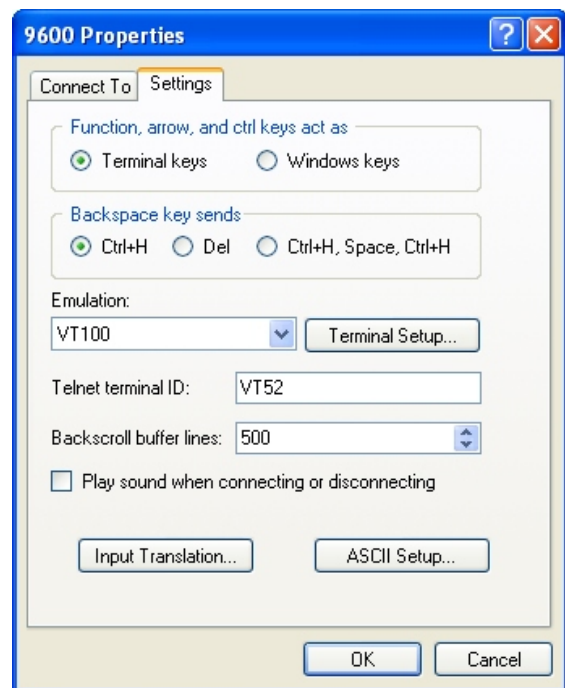 9600 Properties
Connect To Settings
Function, arrow, and ctrl keys act as
Terminal keys Windows keys
Backspace key sends
Ctrl+H Del Ctrl+H, Space, Ctrl+H
Emulation:
VT100 Terminal Setup...
Telnet terminal ID: VT52
Backscroll buffer lines: 500
Play sound when connecting or disconnecting
Input Translation... ASCII Setup...
OK Cancel